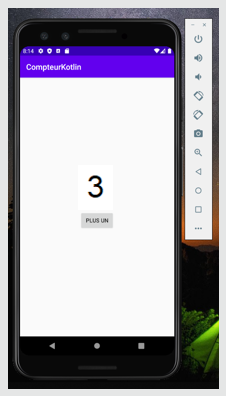 8:14
CompteurKotlin
3
PLUS UN